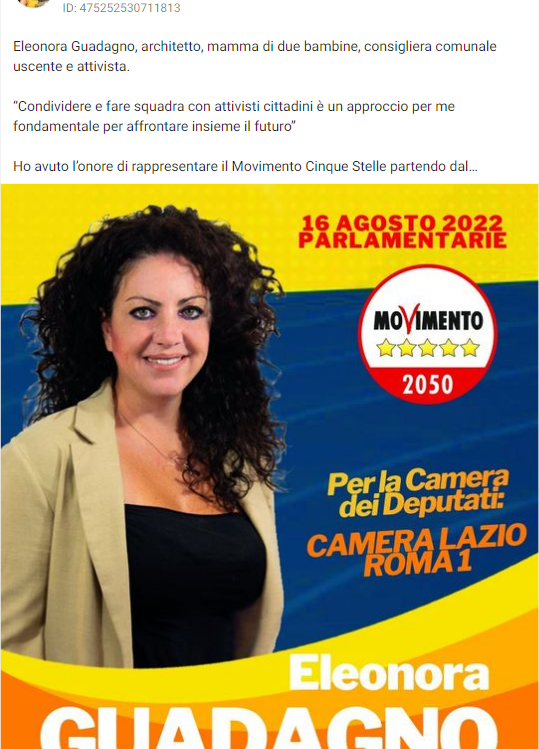 ID: 475252530711813
Eleonora Guadagno, architetto, mamma di due bambine, consigliera comunale
uscente e attivista.
“Condividere e fare squadra con attivisti cittadini è un approccio per me
fondamentale per affrontare insieme il futuro”
Ho avuto l’onore di rappresentare il Movimento Cinque Stelle partendo dal...
16 AGOSTO 2022
PARLAMENTARIE
MOVIMENTO
2050
Per la Camera
dei Deputati:
CAMERA LAZIO
ROMA 1
Eleonora
GUADAGNO